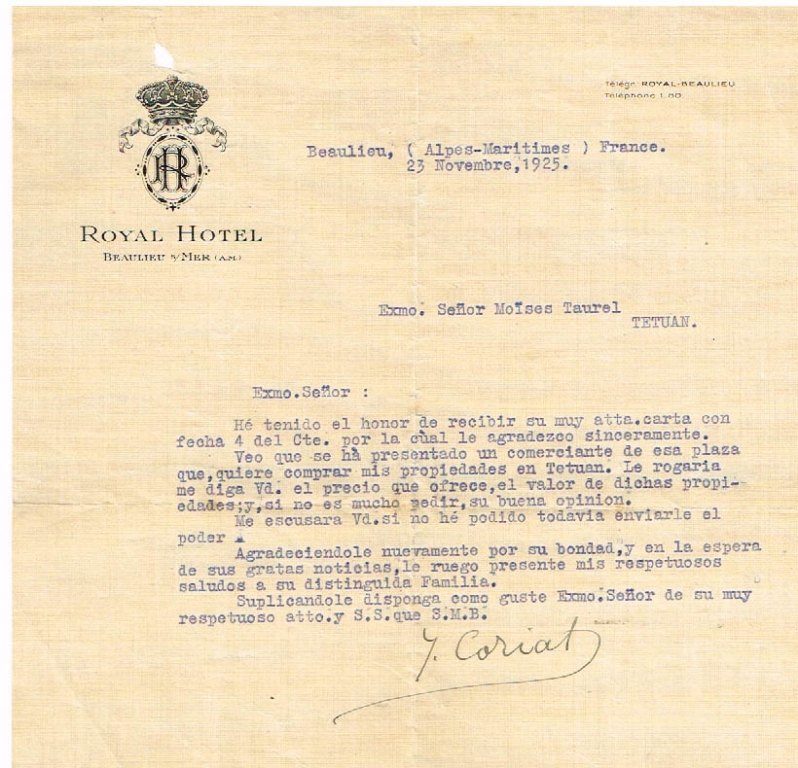 Télégr. ROYAL-BEAULIEU
Téléphone 1.80
RH
ROYAL HOTEL
BEAULIEU s/MER (A.M.)
Beaulieu, ( Alpes-Maritimes ) France.
23 Novembre,1925.
Exmo. Señor Moïses Taurel
TETUAN.
Exmo.Señor :
Hé tenido el honor de recibir su muy atta.carta con
fecha 4 del Cte. por la cùal le agradezco sinceramente.
Veo que se hà presentado un comerciante de esa plaza
que,quiere comprar mis propiedades en Tetuan. Le rogaria
me diga Vd. el precio que ofrece,el valor de dichas propi-
edades;y,si no es mucho pedir,su buena opinion.
Me escusara Vd.si no hé podido todavia enviarle el
poder
Agradeciendole nuevamente por su bondad,y en la espera
de sus gratas noticias,le ruego presente mis respetuosos
saludos a su distinguida Familia.
Suplicandole disponga como guste Exmo.Señor de su muy
respetuoso atto.y S.S.que S.M.B.
Y. Coriat